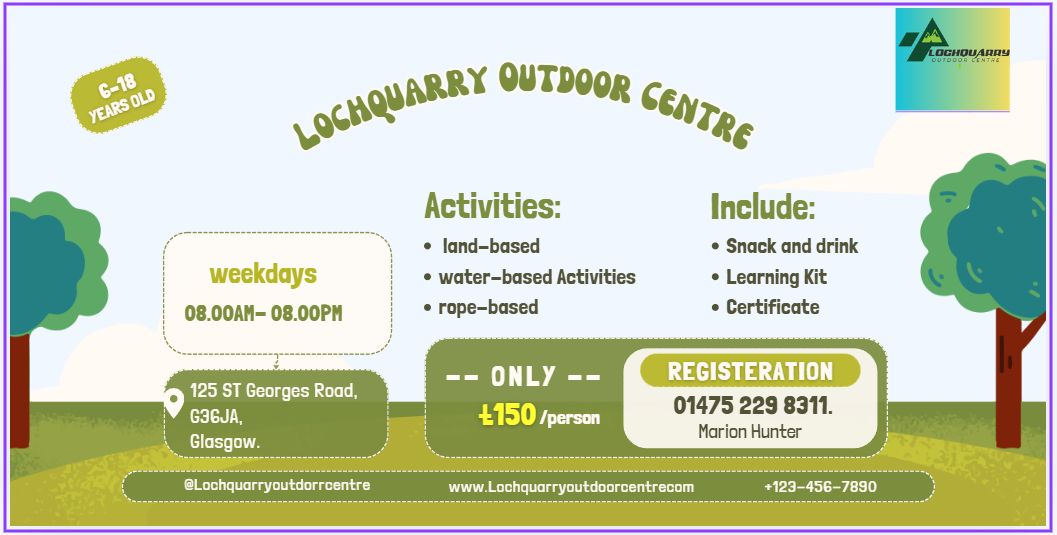 LOCHQUARRY
OUTDOOR CENTRE
6-18
YEARS OLD
LOCHQUARRY OUTDOOR CENTRE
Activities:
land-based
water-based Activities
rope-based
Include:
Snack and drink
Learning Kit
Certificate
weekdays
08.00AM- 08.00PM
125 ST Georges Road,
G36JA,
Glasgow.
-- ONLY --
£150 /person
REGISTERATION
01475 229 8311.
Marion Hunter
@Lochquarryoutdorrcentre
www.Lochquarryoutdoorcentrecom
+123-456-7890